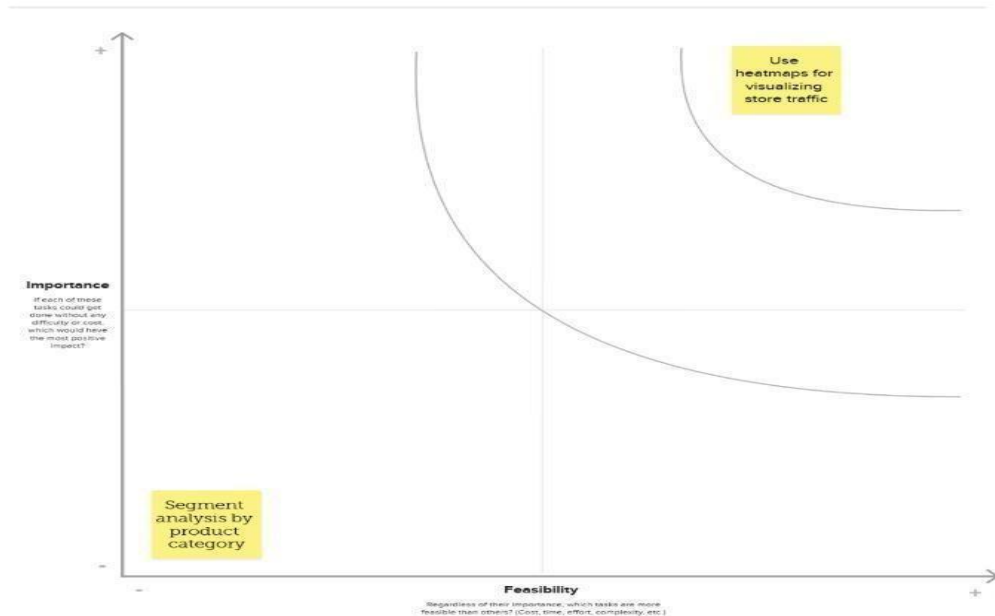 +
Use
heatmaps for
visualizing
store traffic
Importance
If each of these
tasks could get
done without any
difficulty or cost,
which would have
the most positive
impact?
Segment
analysis by
product
category
-
-
Feasibility
+
Regardless of their importance, which tasks are more
feasible than others? (Cost, time, effort, complexity, etc.)